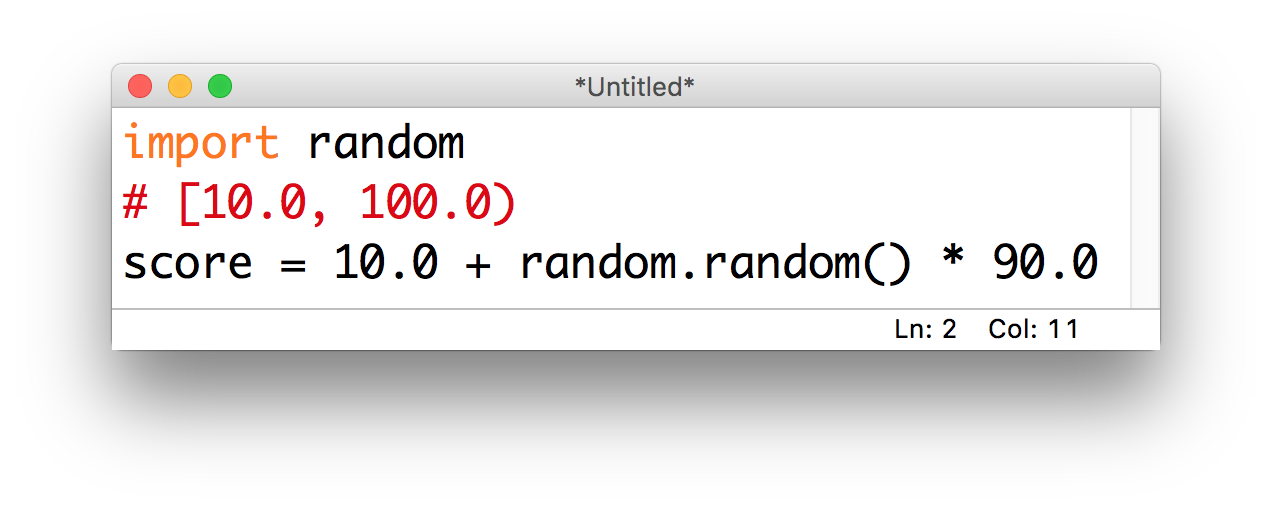 *Untitled*
import random
# [10.0, 100.0)
score = 10.0 + random.random() * 90.0
Ln: 2 Col: 11